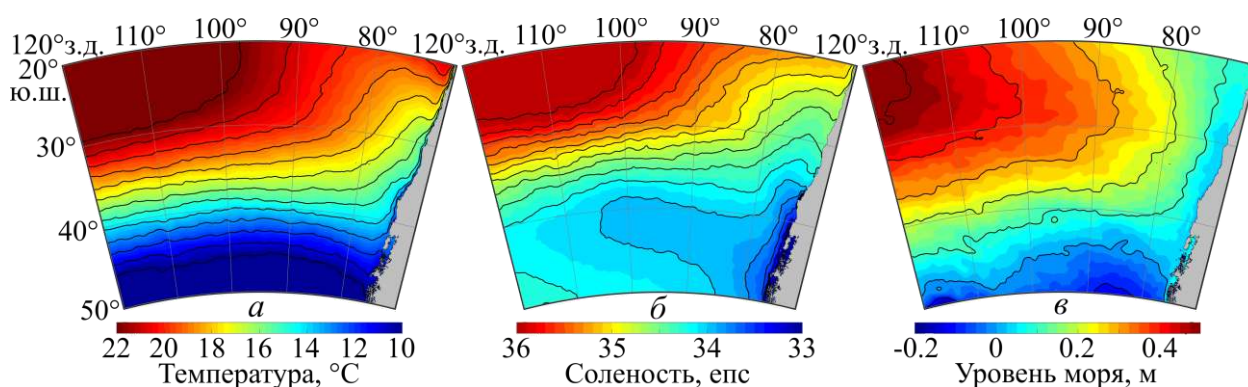 110° 100° 90° 80° 110° 100° 90° 80° 110° 100° 90° 80°
120°з.д. 120°з.д. 120°з.д.
20°
ю.ш.
30°
40°
50° а б в
22 20 18 16 14 12 10 36 35 34 33 -0.2 0 0.2 0.4
Температура, °С Соленость, епс Уровень моря, м